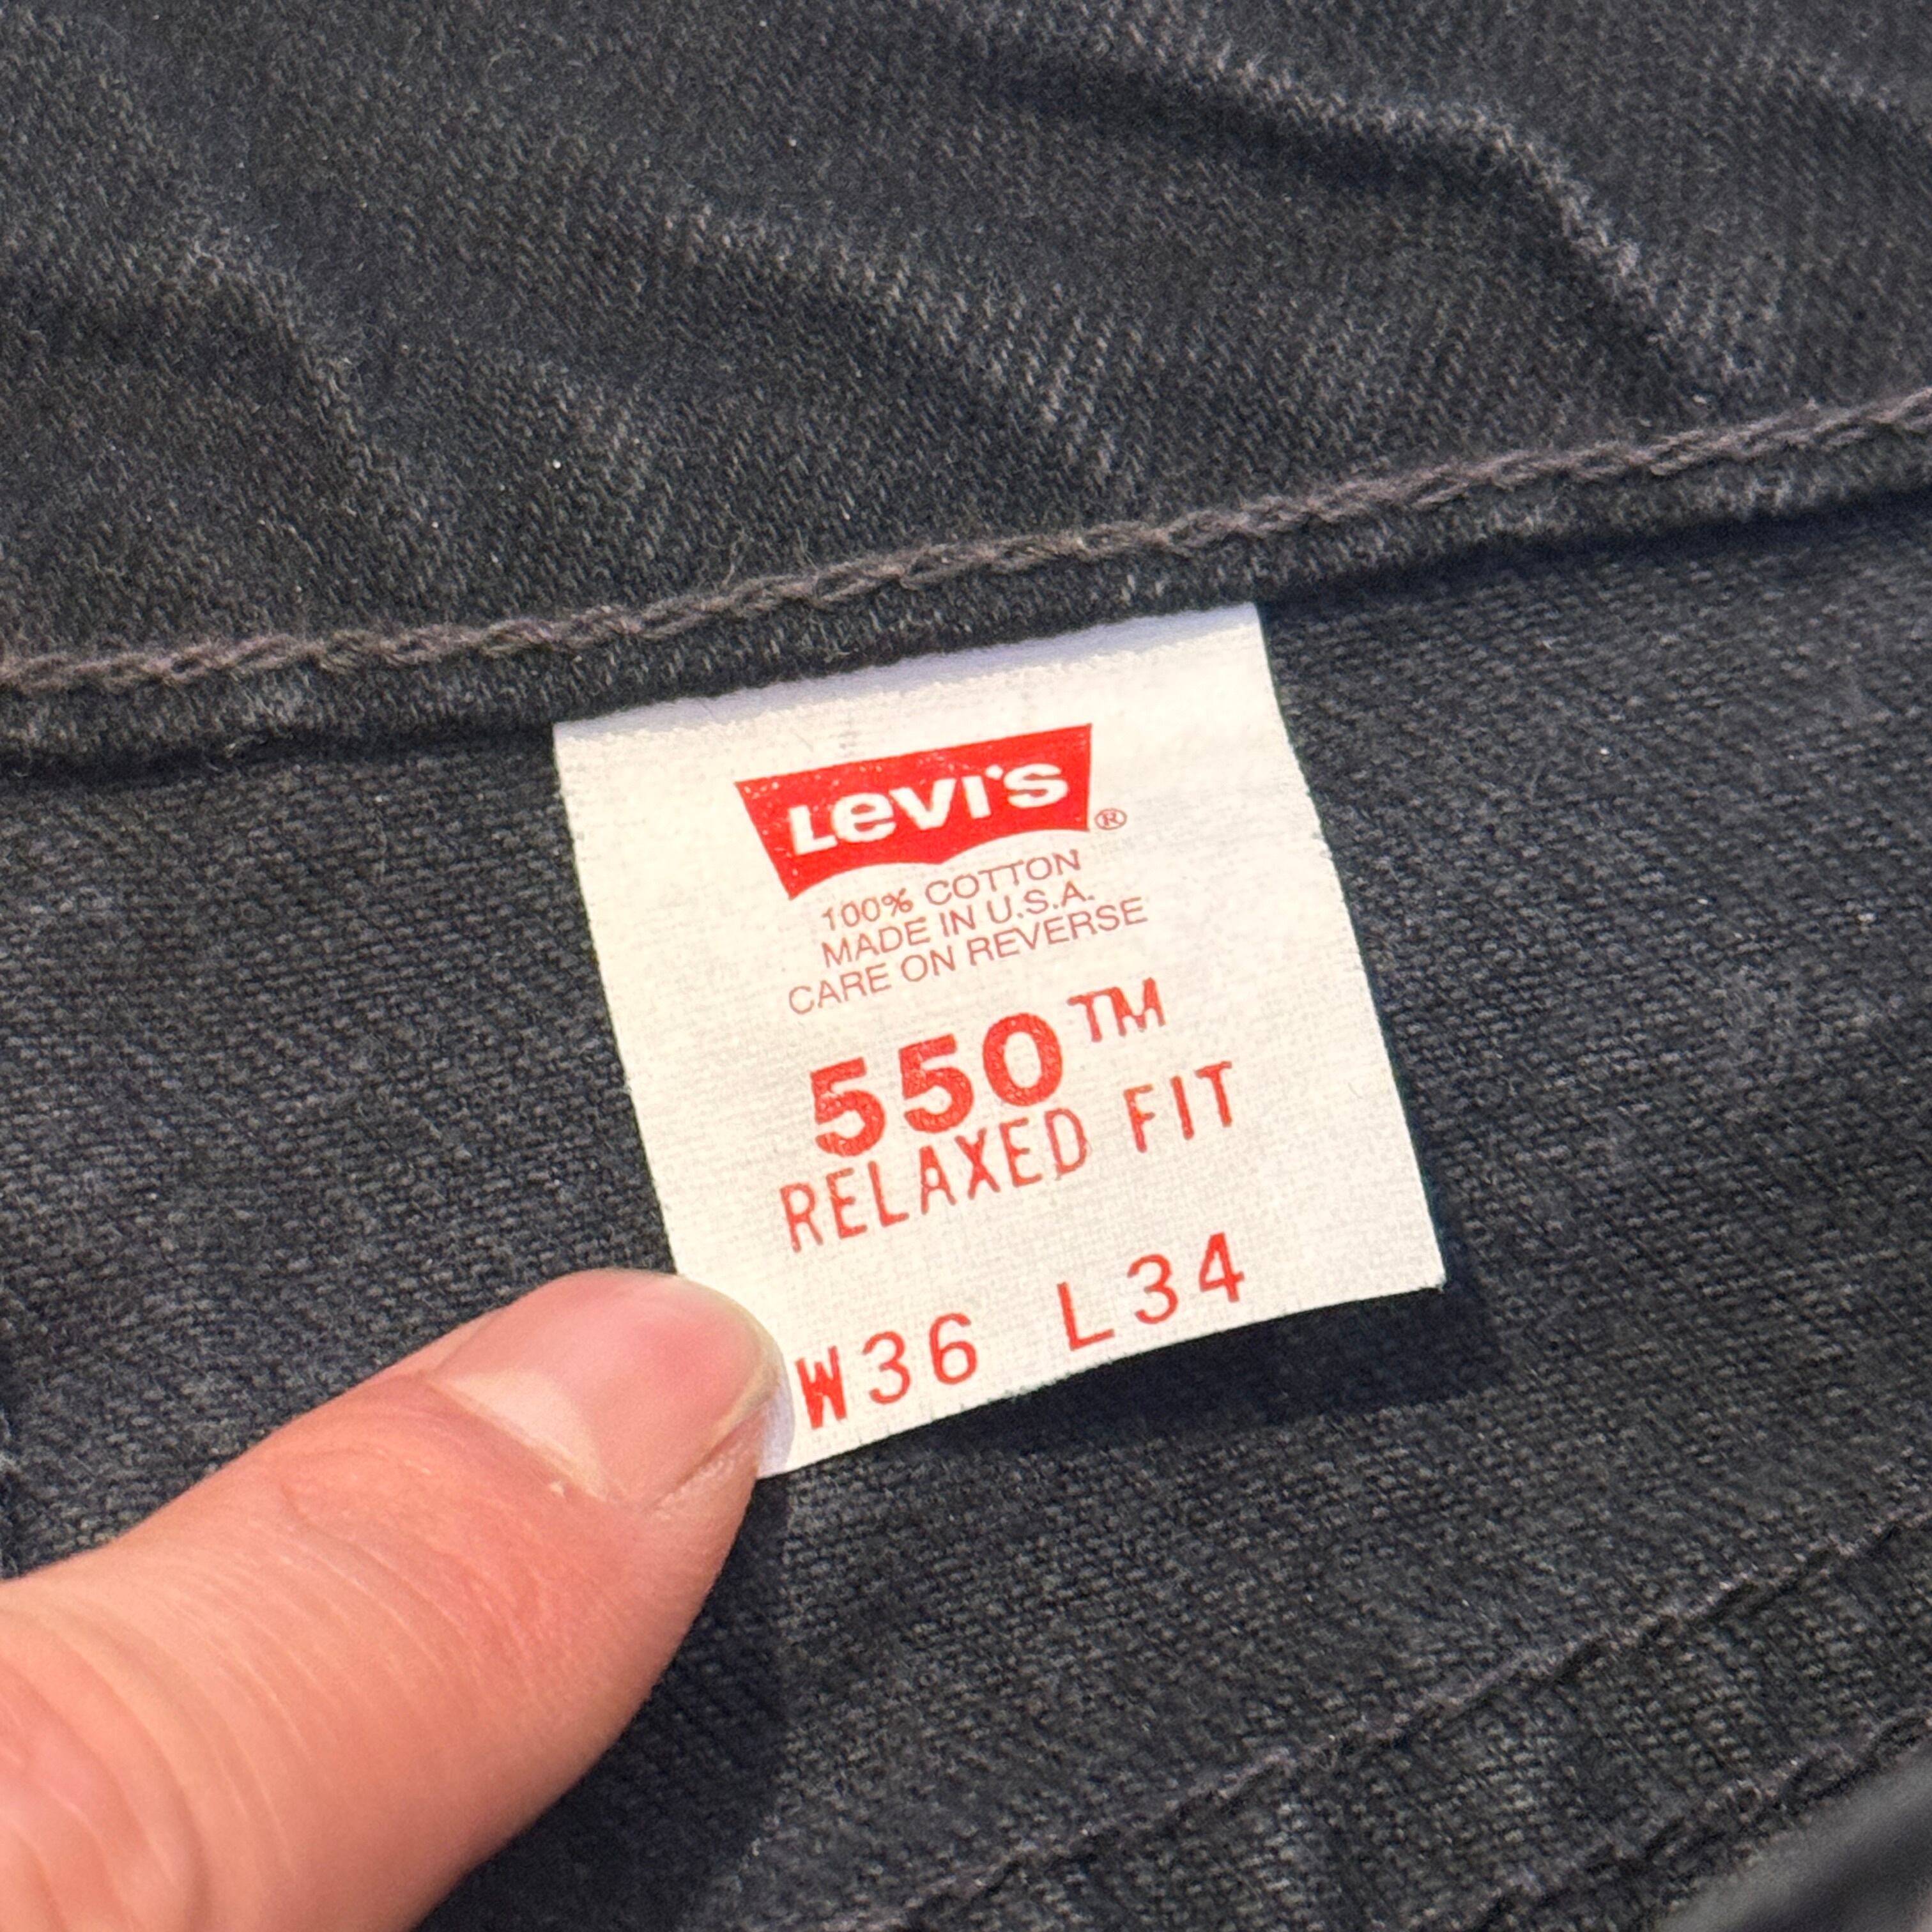 LEVI'S ®
100% COTTON
MADE IN U.S.A.
CARE ON REVERSE
550™
RELAXED FIT
W36 L34